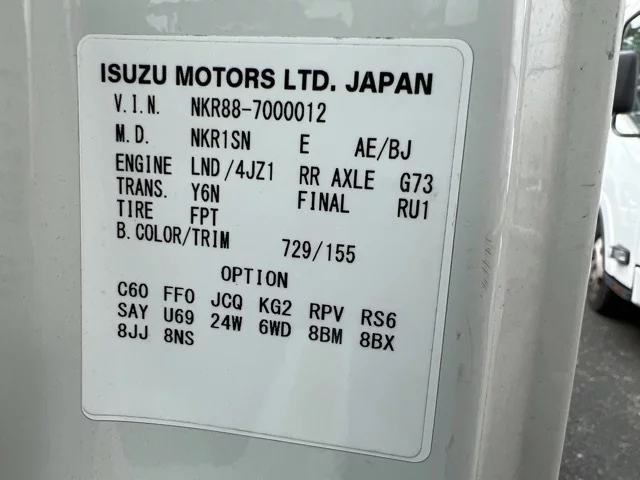 ISUZU MOTORS LTD. JAPAN
V.I.N. NKR88-7000012
M.D. NKR1SN E AE/BJ
ENGINE LND/4JZ1 RR AXLE G73
TRANS. Y6N FINAL RU1
TIRE FPT
B.COLOR/TRIM 729/155
OPTION
C60 FF0 JCQ KG2 RPV RS6
SAY U69 24W 6WD 8BM 8BX
8JJ 8NS